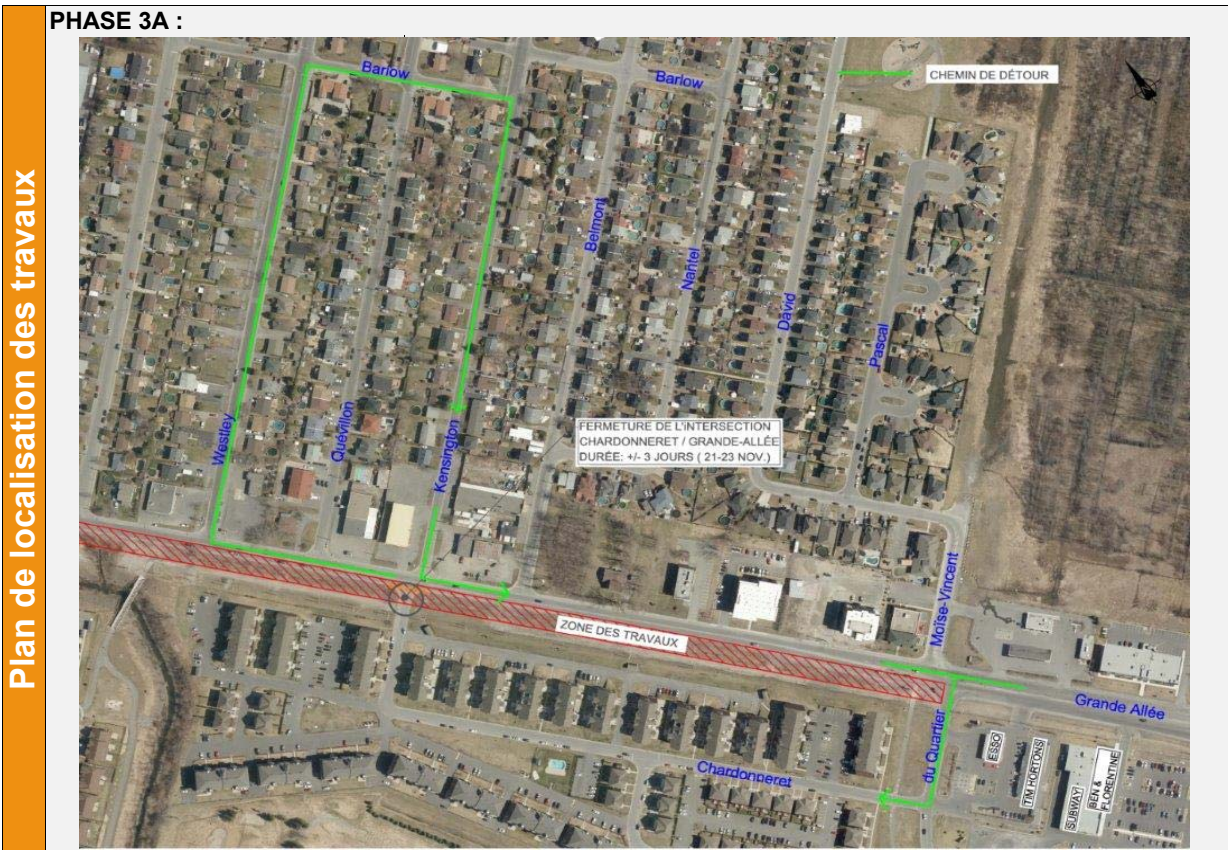 Plan de localisation des travaux
PHASE 3A :
Barlow
Barlow
CHEMIN DE DÉTOUR
Belmont
Nantel
David
Pascal
Westley
Quévillon
Kensington
FERMETURE DE L'INTERSECTION
CHARDONNERET / GRANDE-ALLÉE
DURÉE: +/- 3 JOURS ( 21-23 NOV.)
Moïse-Vincent
ZONE DES TRAVAUX
Grande Allée
du Quartier
Chardonneret
ESSO
TIM HORTONS
SUBWAY
BEN &
FLORENTINE